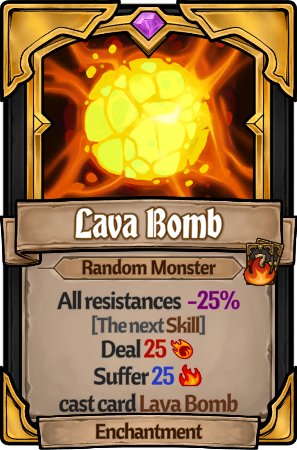 Lava Bomb
Random Monster
All resistances -25%
[The next Skill]
Deal 25
Suffer 25
cast card Lava Bomb
Enchantment